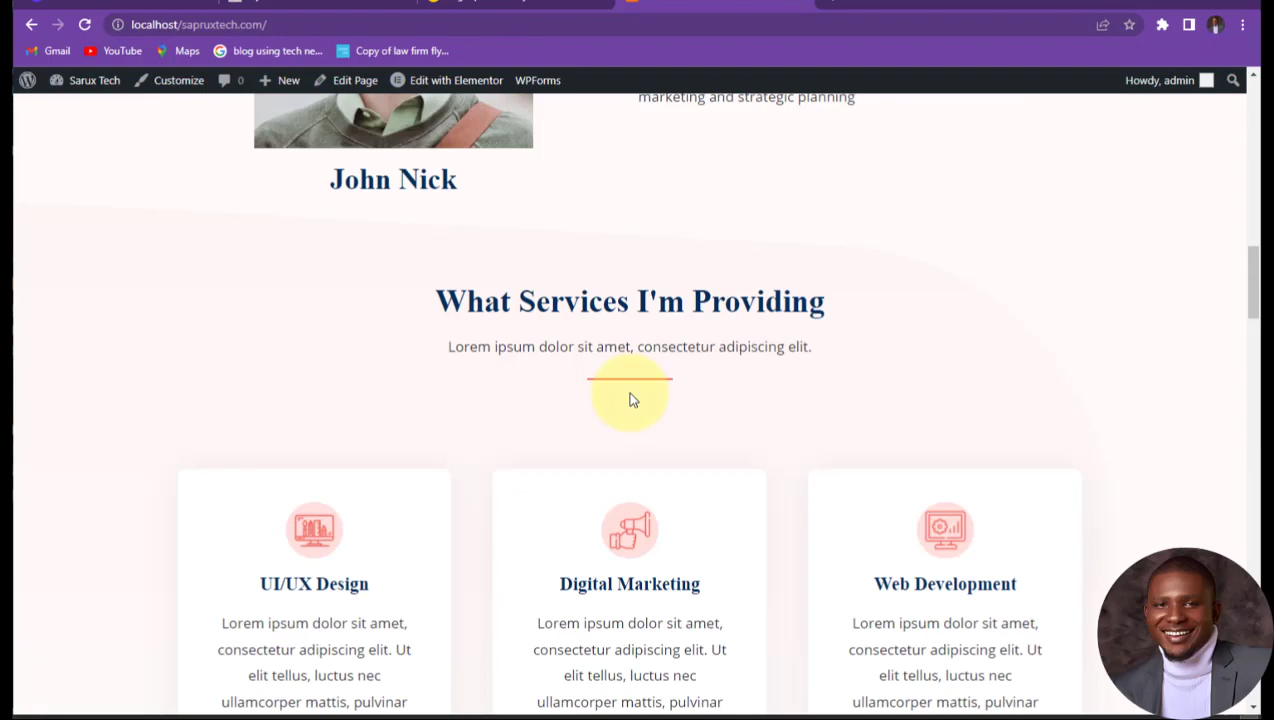 localhost/sapruxtech.com/
Gmail YouTube Maps blog using tech ne... Copy of law firm fly...
Sarux Tech Customize 0 New Edit Page Edit with Elementor WPForms Howdy, admin
marketing and strategic planning
John Nick
What Services I'm Providing
Lorem ipsum dolor sit amet, consectetur adipiscing elit.
UI/UX Design
Lorem ipsum dolor sit amet,
consectetur adipiscing elit. Ut
elit tellus, luctus nec
ullamcorper mattis, pulvinar
Digital Marketing
Lorem ipsum dolor sit amet,
consectetur adipiscing elit. Ut
elit tellus, luctus nec
ullamcorper mattis, pulvinar
Web Development
Lorem ipsum dolor sit amet,
consectetur adipiscing elit. Ut
elit tellus, luctus nec
ullamcorper mattis, pulvinar